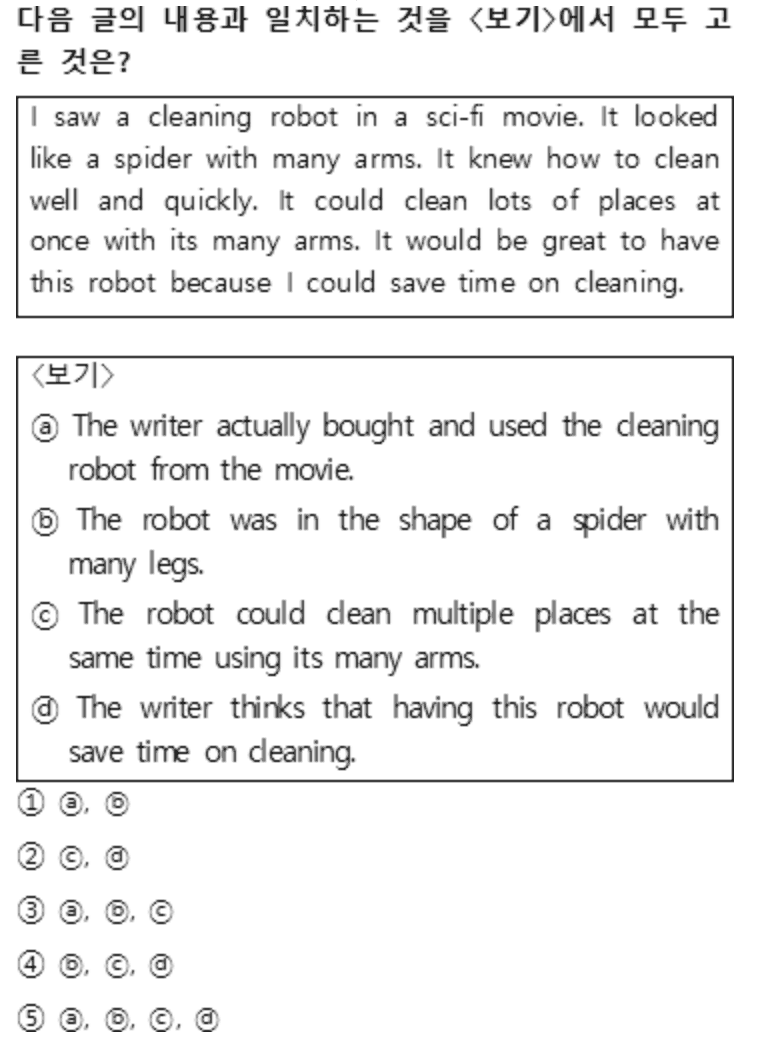 다음 글의 내용과 일치하는 것을 <보기>에서 모두 고
른 것은?
I saw a cleaning robot in a sci-fi movie. It looked
like a spider with many arms. It knew how to clean
well and quickly. It could clean lots of places at
once with its many arms. It would be great to have
this robot because I could save time on cleaning.
<보기>
ⓐ The writer actually bought and used the cleaning
robot from the movie.
ⓑ The robot was in the shape of a spider with
many legs.
ⓒ The robot could clean multiple places at the
same time using its many arms.
ⓓ The writer thinks that having this robot would
save time on cleaning.
① ⓐ, ⓑ
② ⓒ, ⓓ
③ ⓐ, ⓑ, ⓒ
④ ⓑ, ⓒ, ⓓ
⑤ ⓐ, ⓑ, ⓒ, ⓓ